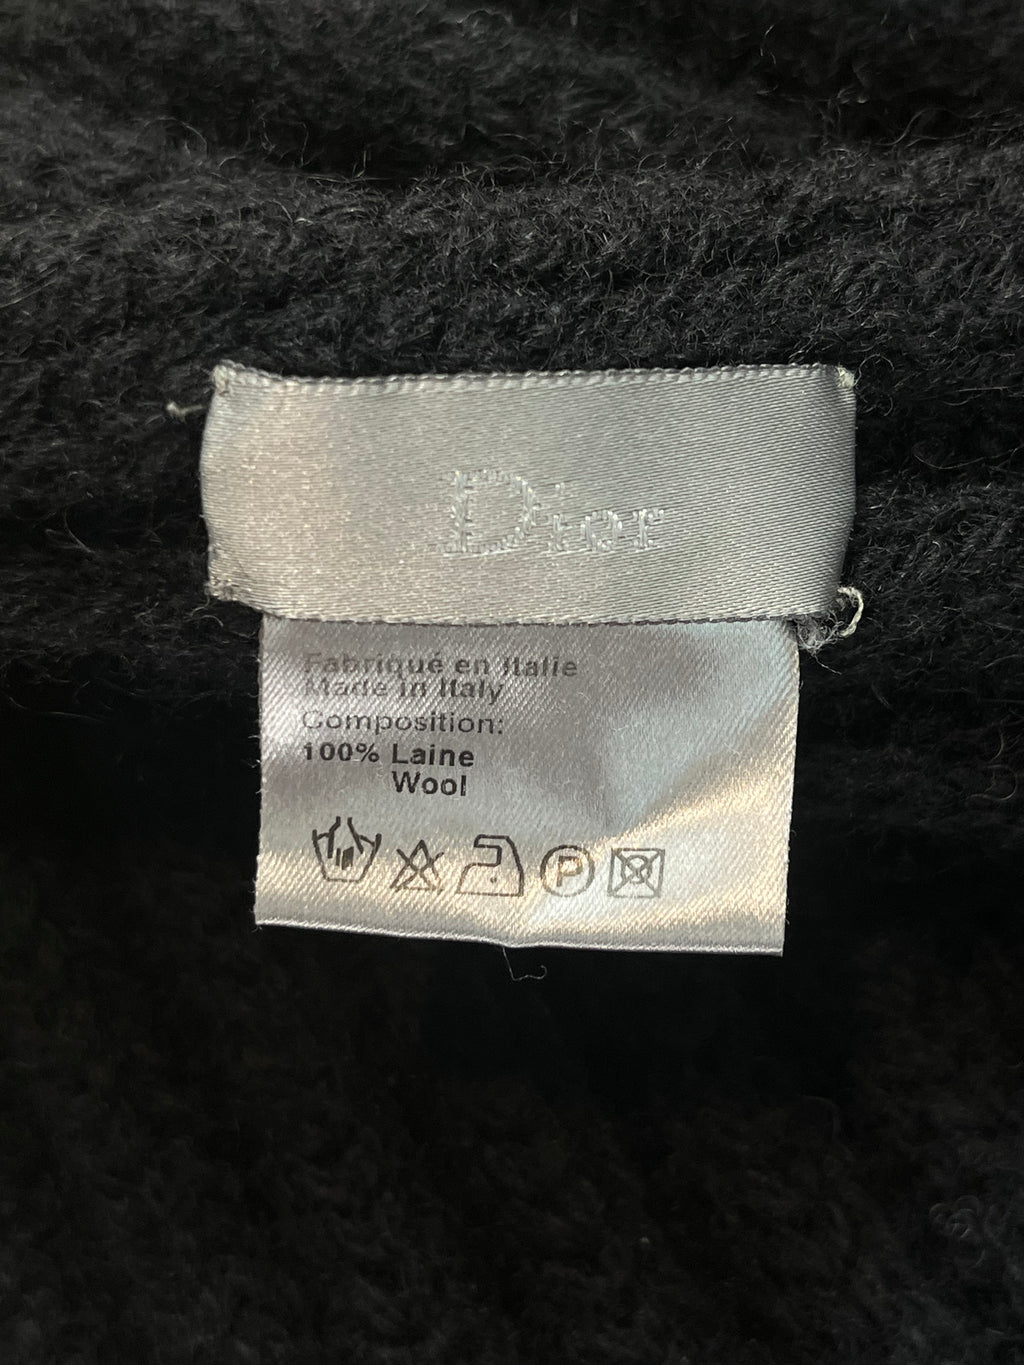 Dior
Fabriqué en Italie
Made in Italy
Composition:
100% Laine
Wool
P